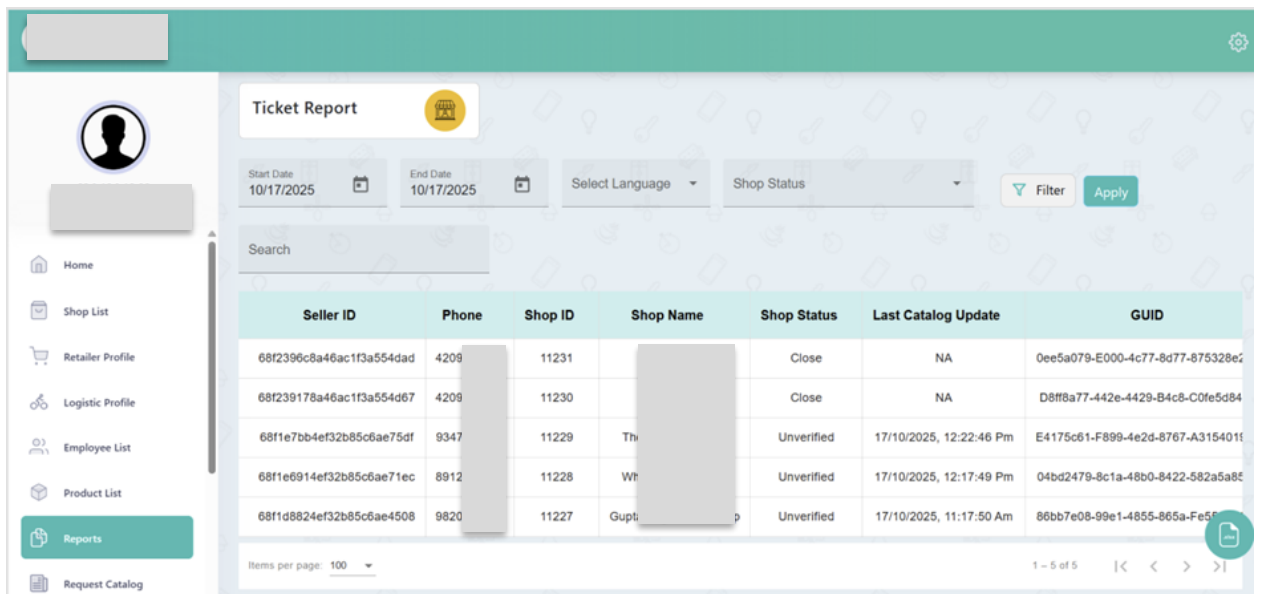 Ticket Report
Start Date
10/17/2025
End Date
10/17/2025
Select Language
Shop Status
Filter
Apply
Search
Home
Shop List
Retailer Profile
Logistic Profile
Employee List
Product List
Reports
Request Catalog
Seller ID Phone Shop ID Shop Name Shop Status Last Catalog Update GUID
68f2396c8a46ac1f3a554dad 4209 11231 Close NA 0ee5a079-E000-4c77-8d77-875328e2
68f239178a46ac1f3a554d67 4209 11230 Close NA D8ff8a77-442e-4429-B4c8-C0fe5d84
68f1e7bb4ef32b85c6ae75df 9347 11229 Th Unverified 17/10/2025, 12:22:46 Pm E4175c61-F899-4e2d-8767-A3154019
68f1e6914ef32b85c6ae71ec 8912 11228 Wh Unverified 17/10/2025, 12:17:49 Pm 04bd2479-8c1a-48b0-8422-582a5a85
68f1d8824ef32b85c6ae4508 9820 11227 Gupt p Unverified 17/10/2025, 11:17:50 Am 86bb7e08-99e1-4855-865a-Fe5
Items per page: 100
1 – 5 of 5